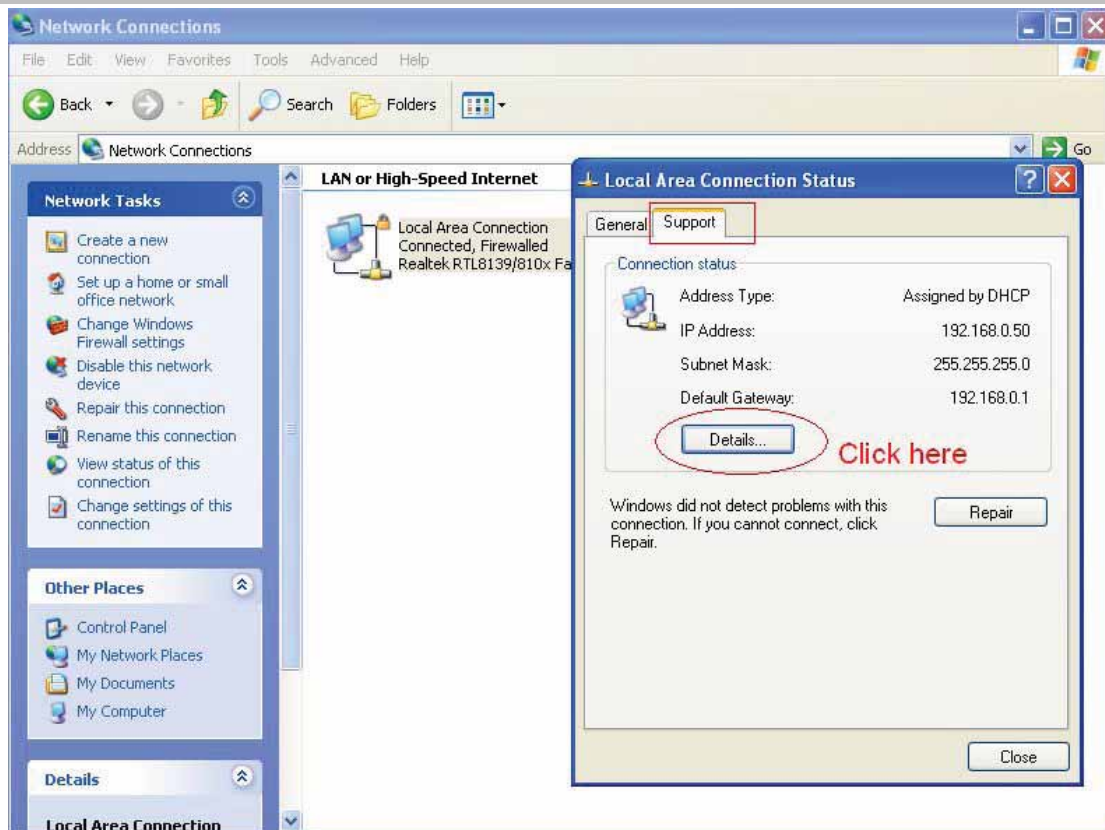 Network Connections
File Edit View Favorites Tools Advanced Help
Back Search Folders
Address Network Connections Go
Network Tasks
Create a new
connection
Set up a home or small
office network
Change Windows
Firewall settings
Disable this network
device
Repair this connection
Rename this connection
View status of this
connection
Change settings of this
connection
Other Places
Control Panel
My Network Places
My Documents
My Computer
Details
Local Area Connection
LAN or High-Speed Internet
Local Area Connection
Connected, Firewalled
Realtek RTL8139/810x Fa
Local Area Connection Status
General Support
Connection status
Address Type: Assigned by DHCP
IP Address: 192.168.0.50
Subnet Mask: 255.255.255.0
Default Gateway: 192.168.0.1
Details... Click here
Windows did not detect problems with this
connection. If you cannot connect, click
Repair.
Repair
Close